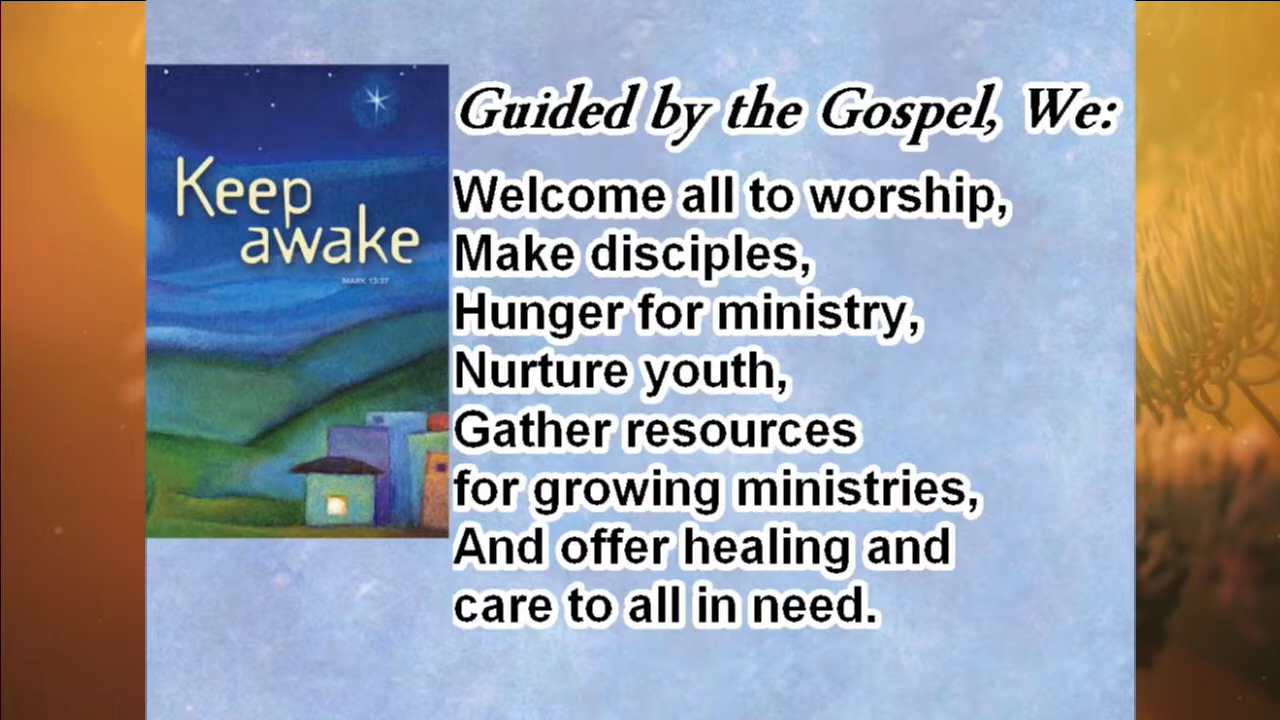 Keep
awake
MARK 13:37
Guided by the Gospel, We:
Welcome all to worship,
Make disciples,
Hunger for ministry,
Nurture youth,
Gather resources
for growing ministries,
And offer healing and
care to all in need.